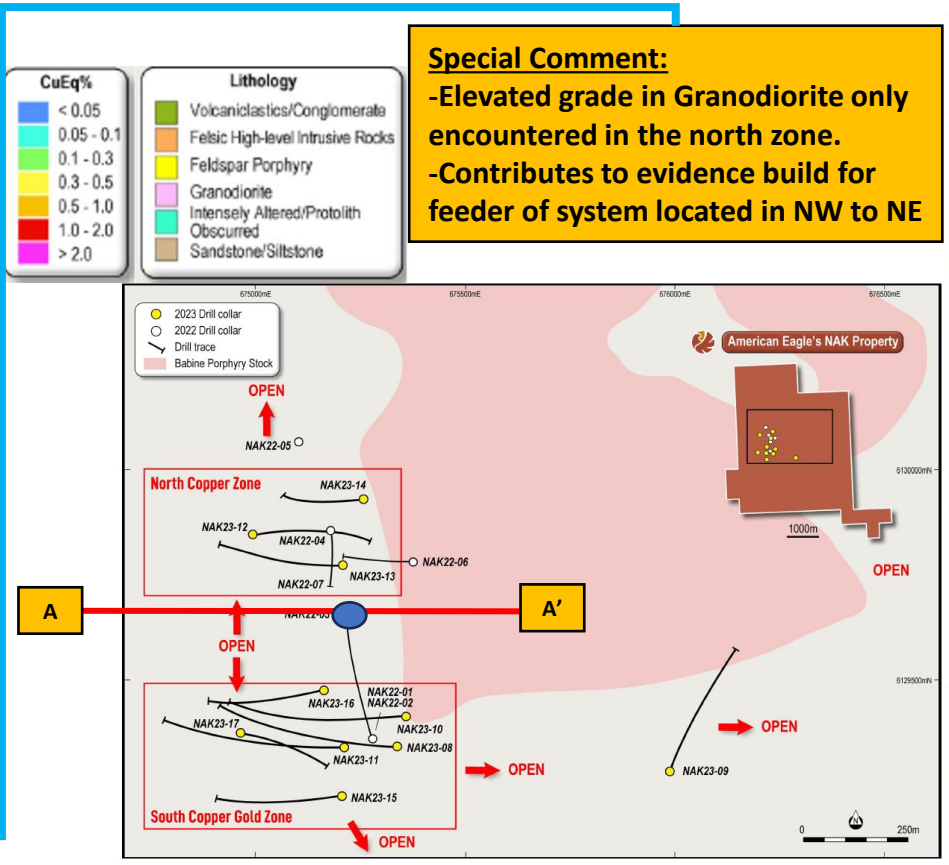 Special Comment:
-Elevated grade in Granodiorite only
encountered in the north zone.
-Contributes to evidence build for
feeder of system located in NW to NE
CuEq%
< 0.05
0.05 - 0.1
0.1 - 0.3
0.3 - 0.5
0.5 - 1.0
1.0 - 2.0
> 2.0
Lithology
Volcaniclastics/Conglomerate
Felsic High-level Intrusive Rocks
Feldspar Porphyry
Granodiorite
Intensely Altered/Protolith
Obscured
Sandstone/Siltstone
675000mE
675500mE
676000mE
676500mE
2023 Drill collar
2022 Drill collar
Drill trace
Babine Porphyry Stock
American Eagle's NAK Property
1000m
OPEN
NAK22-05
6130000mN
North Copper Zone
NAK23-14
NAK23-12
NAK22-04
NAK22-06
NAK23-13
NAK22-07
OPEN
A
NAK22-03
A'
OPEN
6129500mN
NAK22-01
NAK22-02
NAK23-16
NAK23-10
NAK23-17
NAK23-08
NAK23-11
OPEN
OPEN
NAK23-09
NAK23-15
South Copper Gold Zone
OPEN
N
0
250m